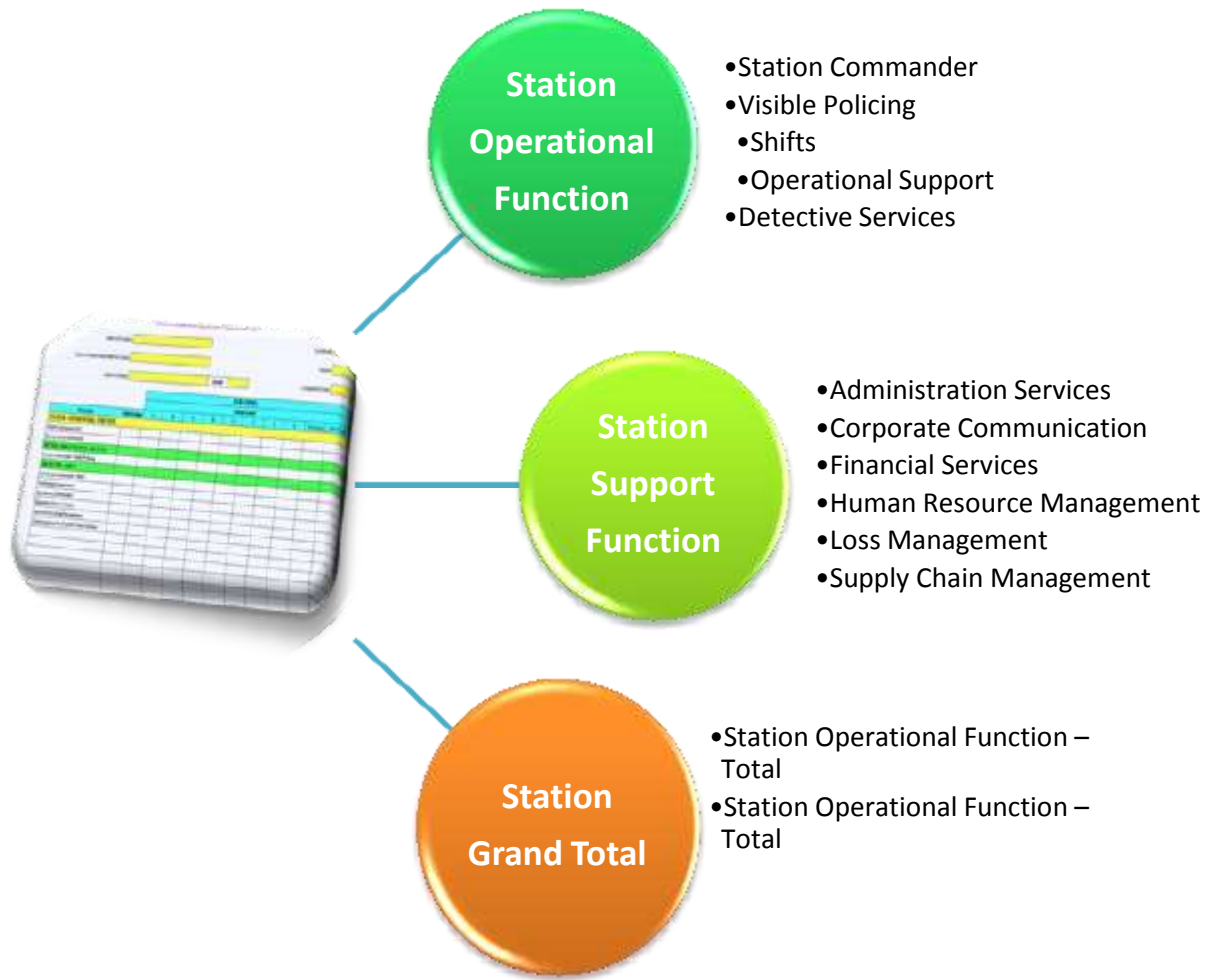 Station
Operational
Function
•Station Commander
•Visible Policing
•Shifts
•Operational Support
•Detective Services
Station
Support
Function
•Administration Services
•Corporate Communication
•Financial Services
•Human Resource Management
•Loss Management
•Supply Chain Management
Station
Grand Total
•Station Operational Function –
Total
•Station Operational Function –
Total